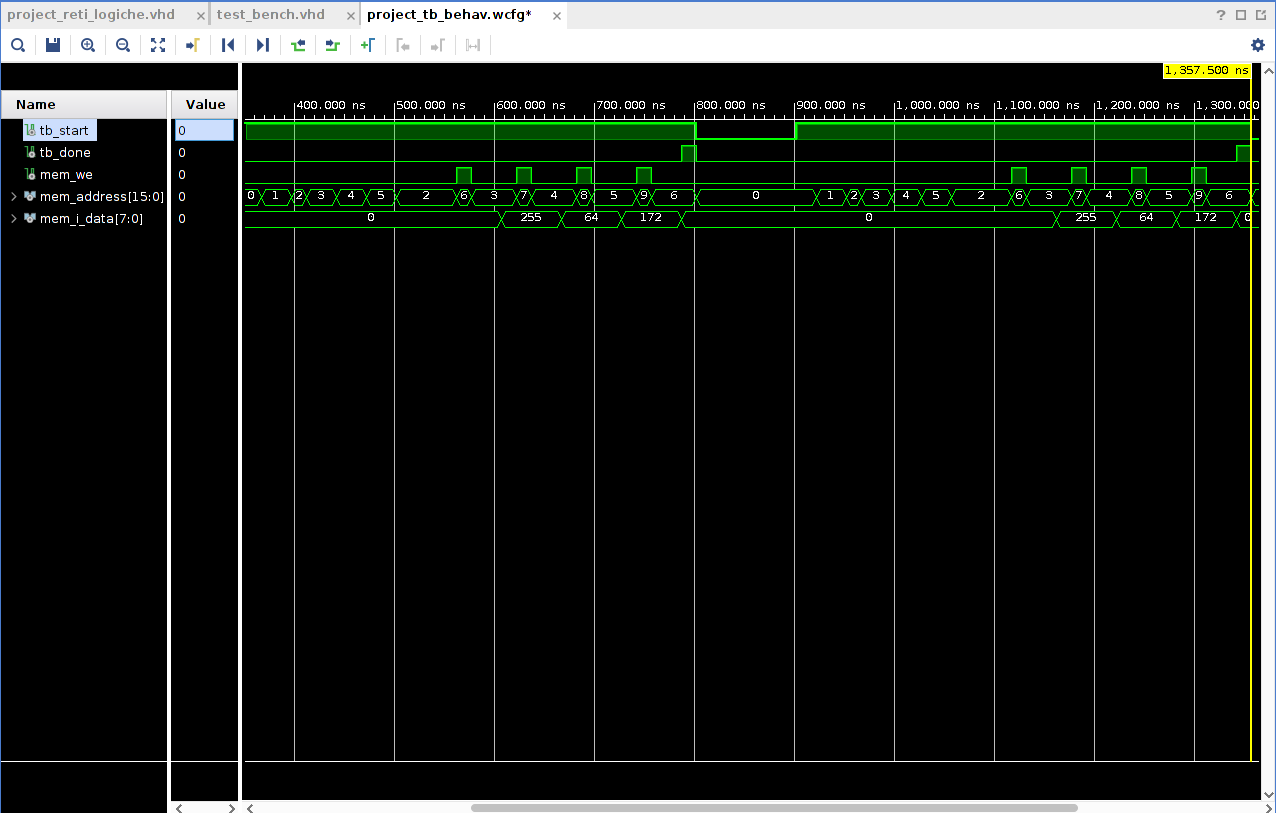 project_reti_logiche.vhd × test_bench.vhd × project_tb_behav.wcfg* × ?
1,357.500 ns
Name Value 400.000 ns 500.000 ns 600.000 ns 700.000 ns 800.000 ns 900.000 ns 1,000.000 ns 1,100.000 ns 1,200.000 ns 1,300.000
tb_start 0
tb_done 0
mem_we 0
mem_address[15:0] 0 0 1 2 3 4 5 2 6 3 7 4 8 5 9 6 0 1 2 3 4 5 2 6 3 7 4 8 5 9 6
mem_i_data[7:0] 0 0 255 64 172 0 255 64 172 0